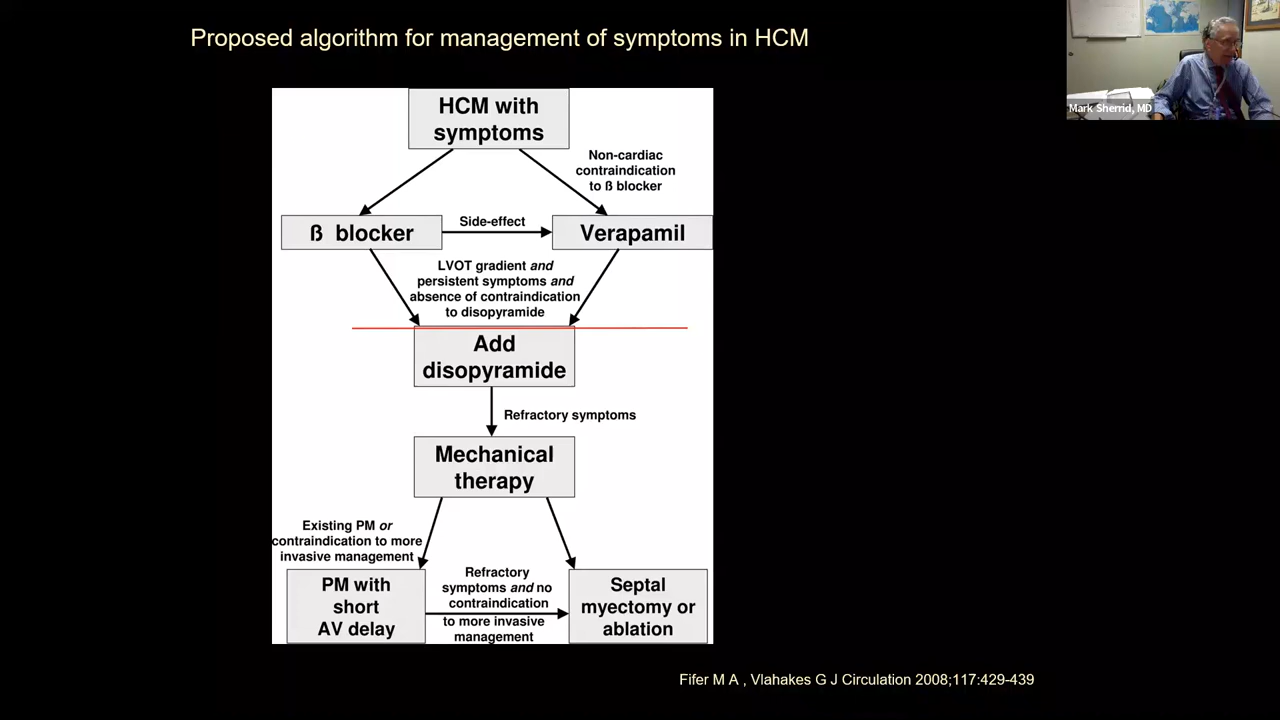 Proposed algorithm for management of symptoms in HCM
Mark Sherrid, MD
HCM with
symptoms
Non-cardiac
contraindication
to ß blocker
ß blocker
Side-effect
Verapamil
LVOT gradient and
persistent symptoms and
absence of contraindication
to disopyramide
Add
disopyramide
Refractory symptoms
Mechanical
therapy
Existing PM or
contraindication to more
invasive management
PM with
short
AV delay
Refractory
symptoms and no
contraindication
to more invasive
management
Septal
myectomy or
ablation
Fifer M A , Vlahakes G J Circulation 2008;117:429-439